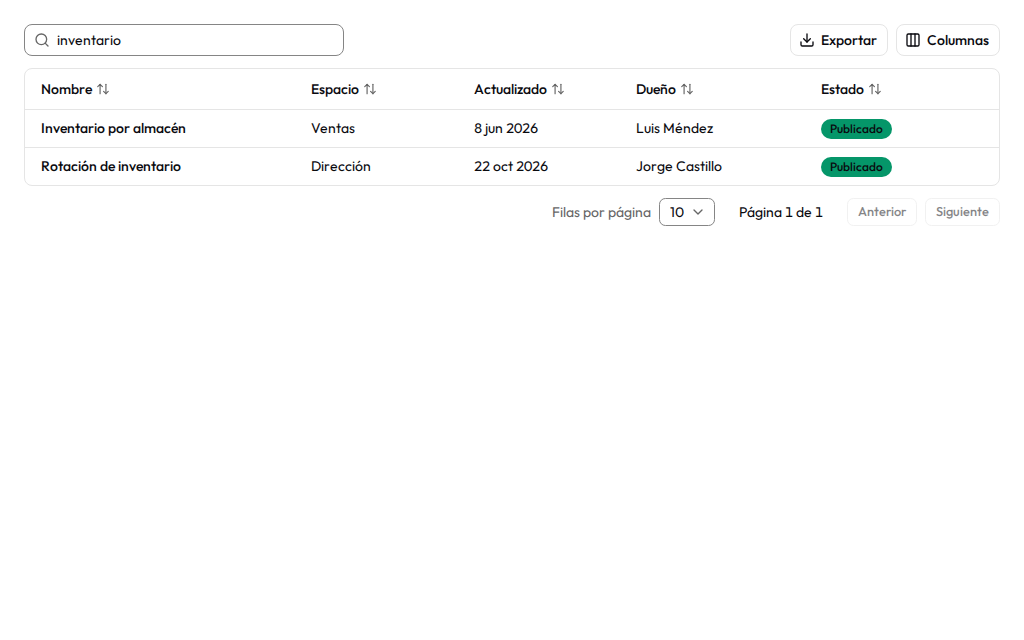 inventario
Exportar
Columnas
Nombre Espacio Actualizado Dueño Estado
Inventario por almacén Ventas 8 jun 2026 Luis Méndez Publicado
Rotación de inventario Dirección 22 oct 2026 Jorge Castillo Publicado
Filas por página 10 Página 1 de 1 Anterior Siguiente